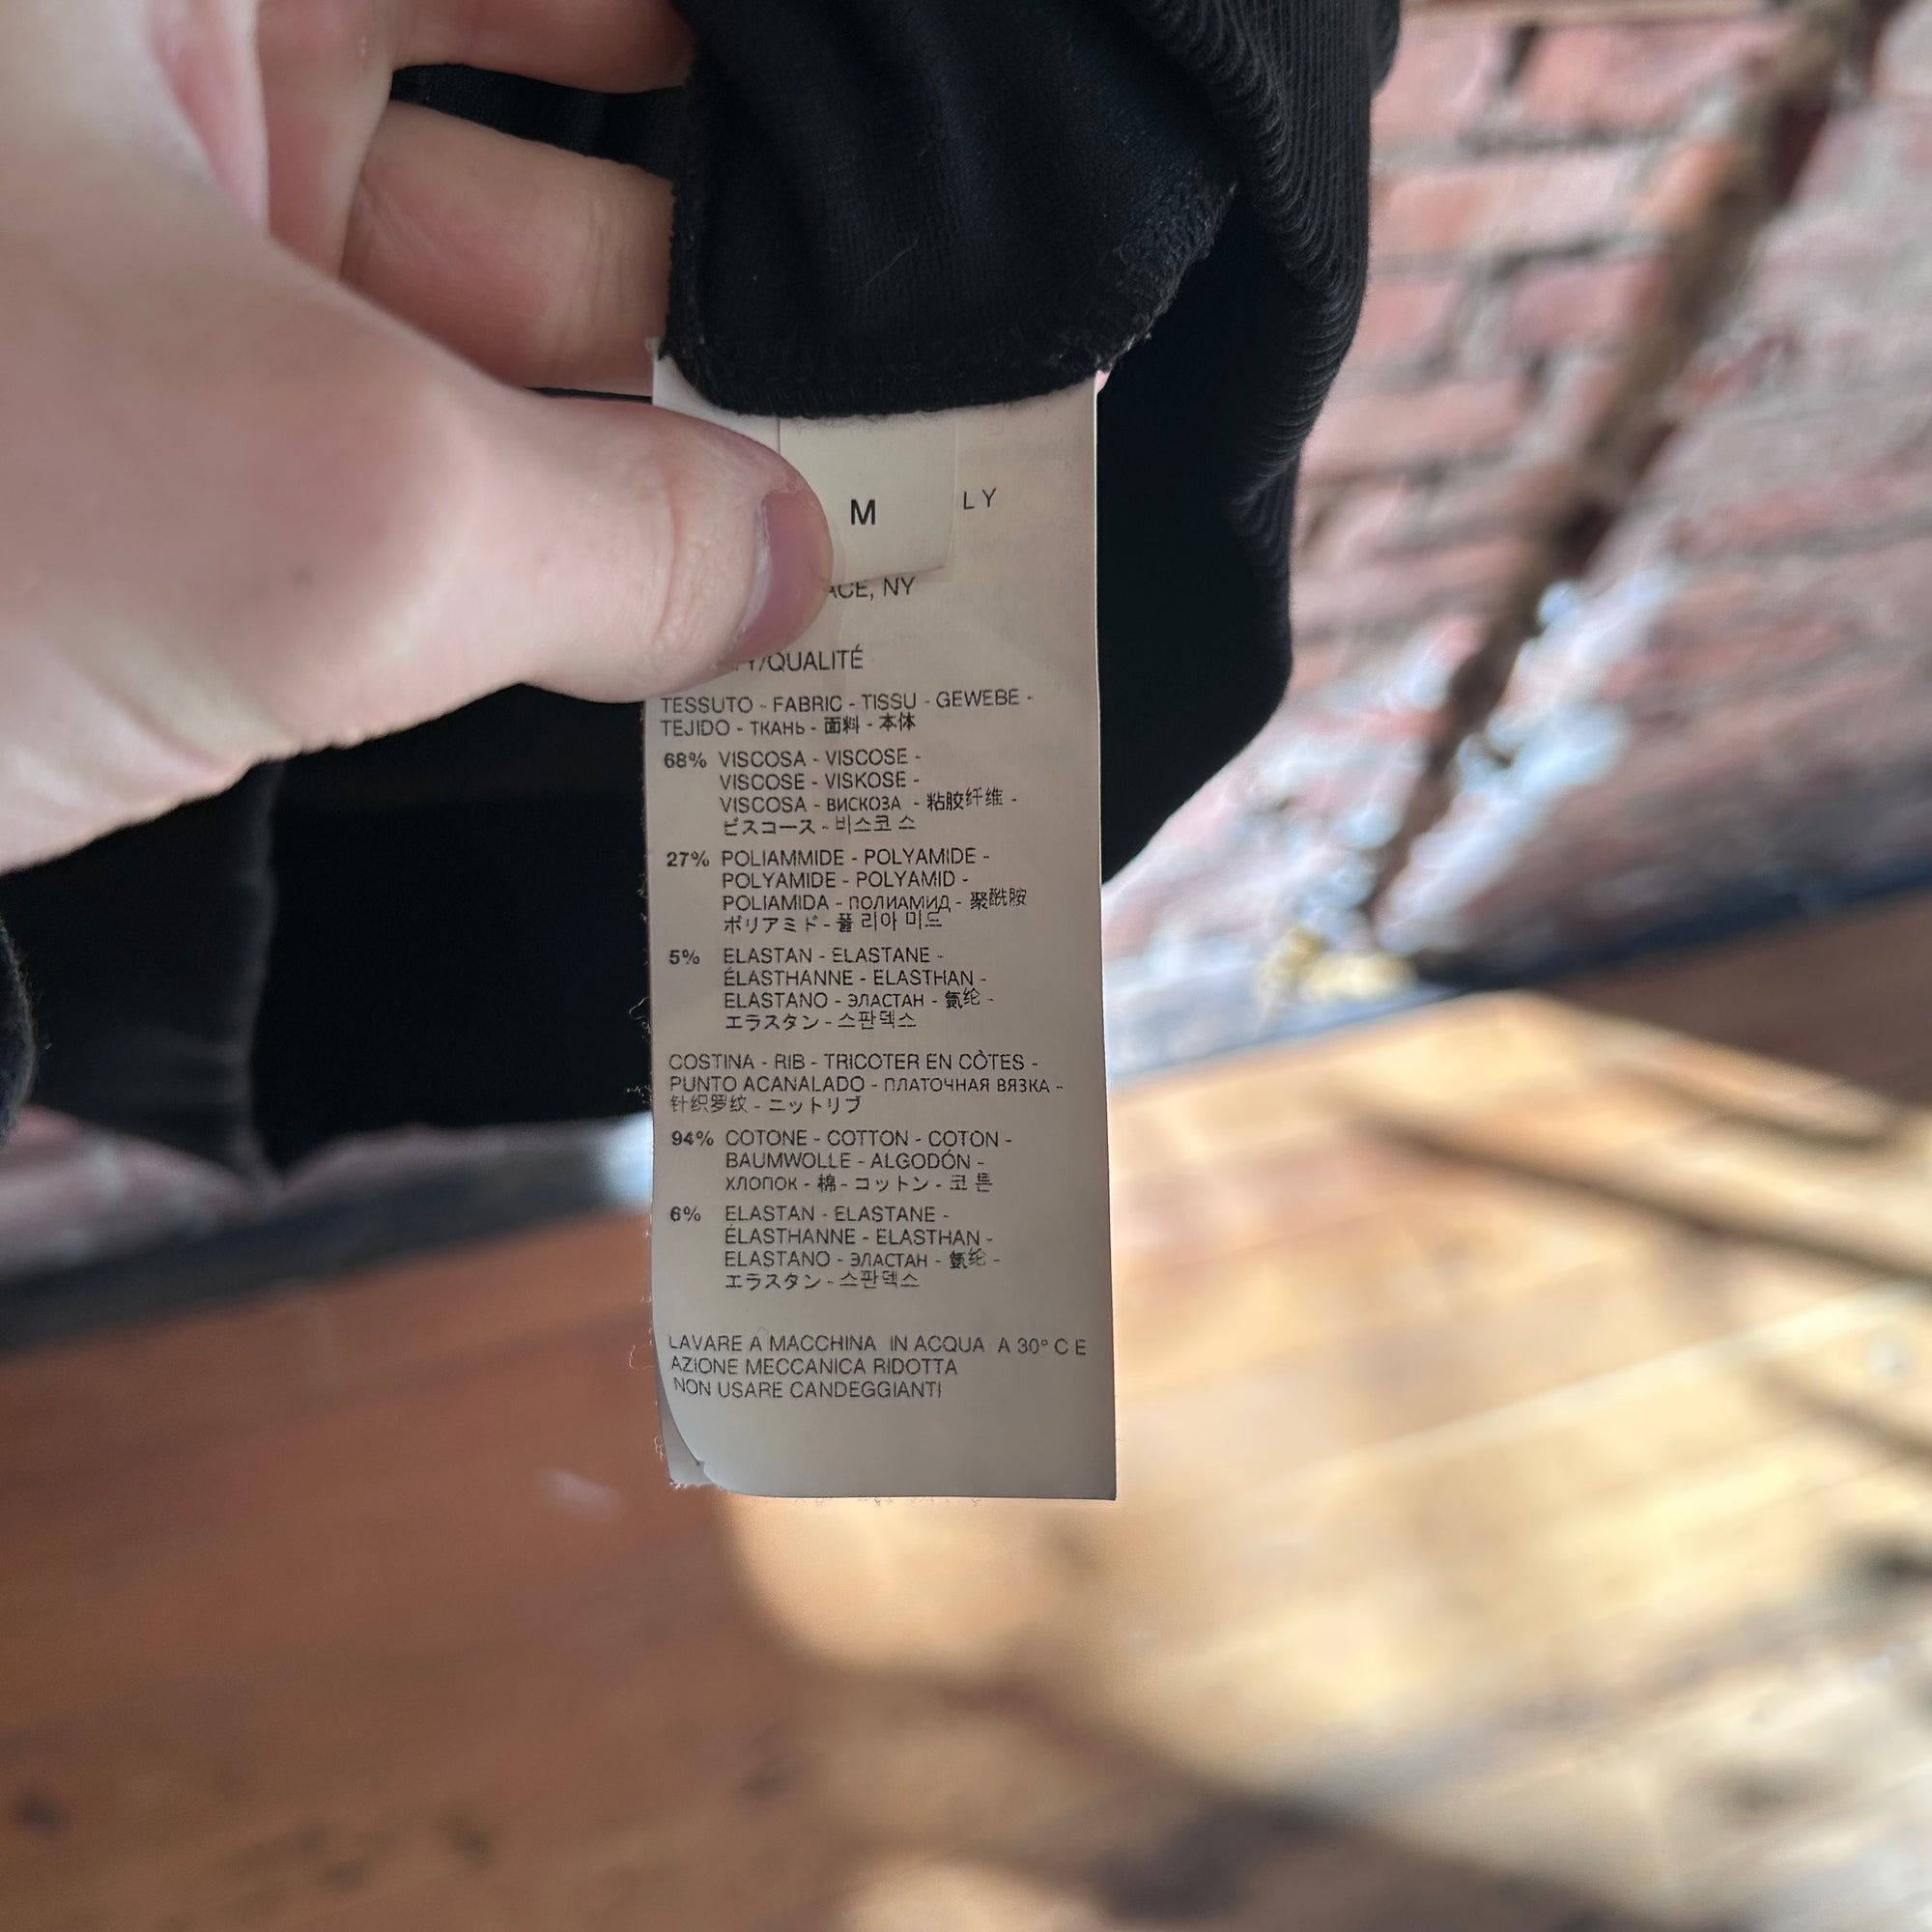 M
LY
ACE, NY
Y/QUALITÉ
TESSUTO - FABRIC - TISSU - GEWEBE -
TEJIDO - ТКАНЬ - 面料 - 本体
68% VISCOSA - VISCOSE -
VISCOSE - VISKOSE -
VISCOSA - ВИСКОЗА - 粘胶纤维 -
ビスコース - 비스코 스
27% POLIAMMIDE - POLYAMIDE -
POLYAMIDE - POLYAMID -
POLIAMIDA - ПОЛИАМИД - 聚酰胺
ポリアミド - 폴 리아 미드
5% ELASTAN - ELASTANE -
ÉLASTHANNE - ELASTHAN -
ELASTANO - ЭЛАСТАН - 氨纶 -
エラスタン - 스판덱스
COSTINA - RIB - TRICOTER EN CÒTES -
PUNTO ACANALADO - ПЛАТОЧНАЯ ВЯЗКА -
针织罗纹 - ニットリブ
94% COTONE - COTTON - COTON -
BAUMWOLLE - ALGODÓN -
ХЛОПОК - 棉 - コットン - 코 튼
6% ELASTAN - ELASTANE -
ÉLASTHANNE - ELASTHAN -
ELASTANO - ЭЛАСТАН - 氨纶 -
エラスタン - 스판덱스
LAVARE A MACCHINA IN ACQUA A 30° C E
AZIONE MECCANICA RIDOTTA
NON USARE CANDEGGIANTI